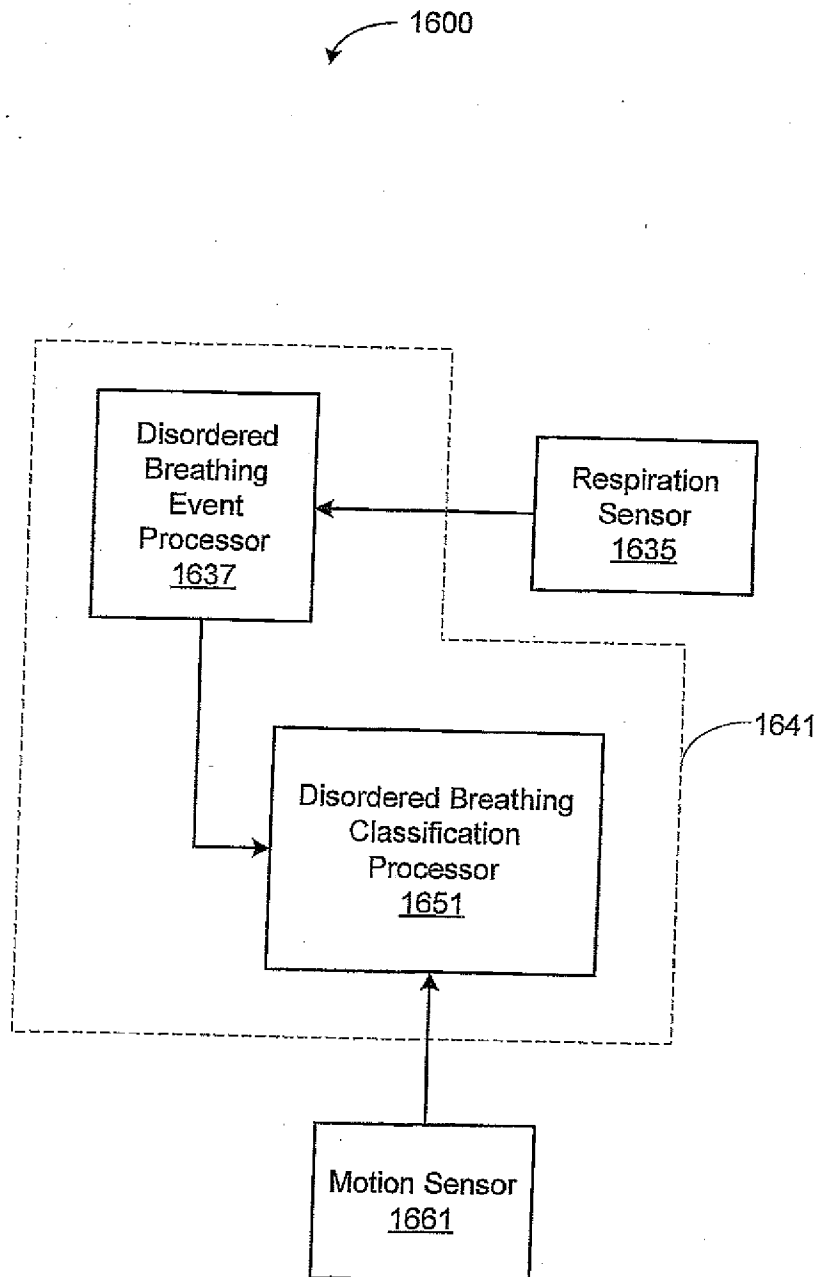 1600
Disordered
Breathing
Event
Processor
1637
Respiration
Sensor
1635
1641
Disordered Breathing
Classification
Processor
1651
Motion Sensor
1661